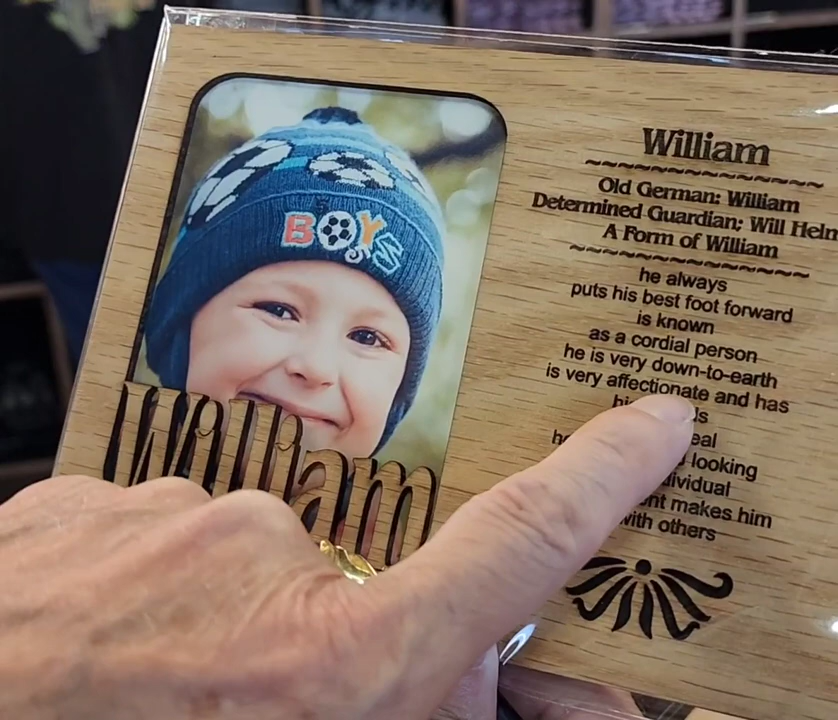 BOYS
William
William
Old German: William
Determined Guardian; Will Helm
A Form of William
he always
puts his best foot forward
is known
as a cordial person
he is very down-to-earth
is very affectionate and has
looking
makes him
with others